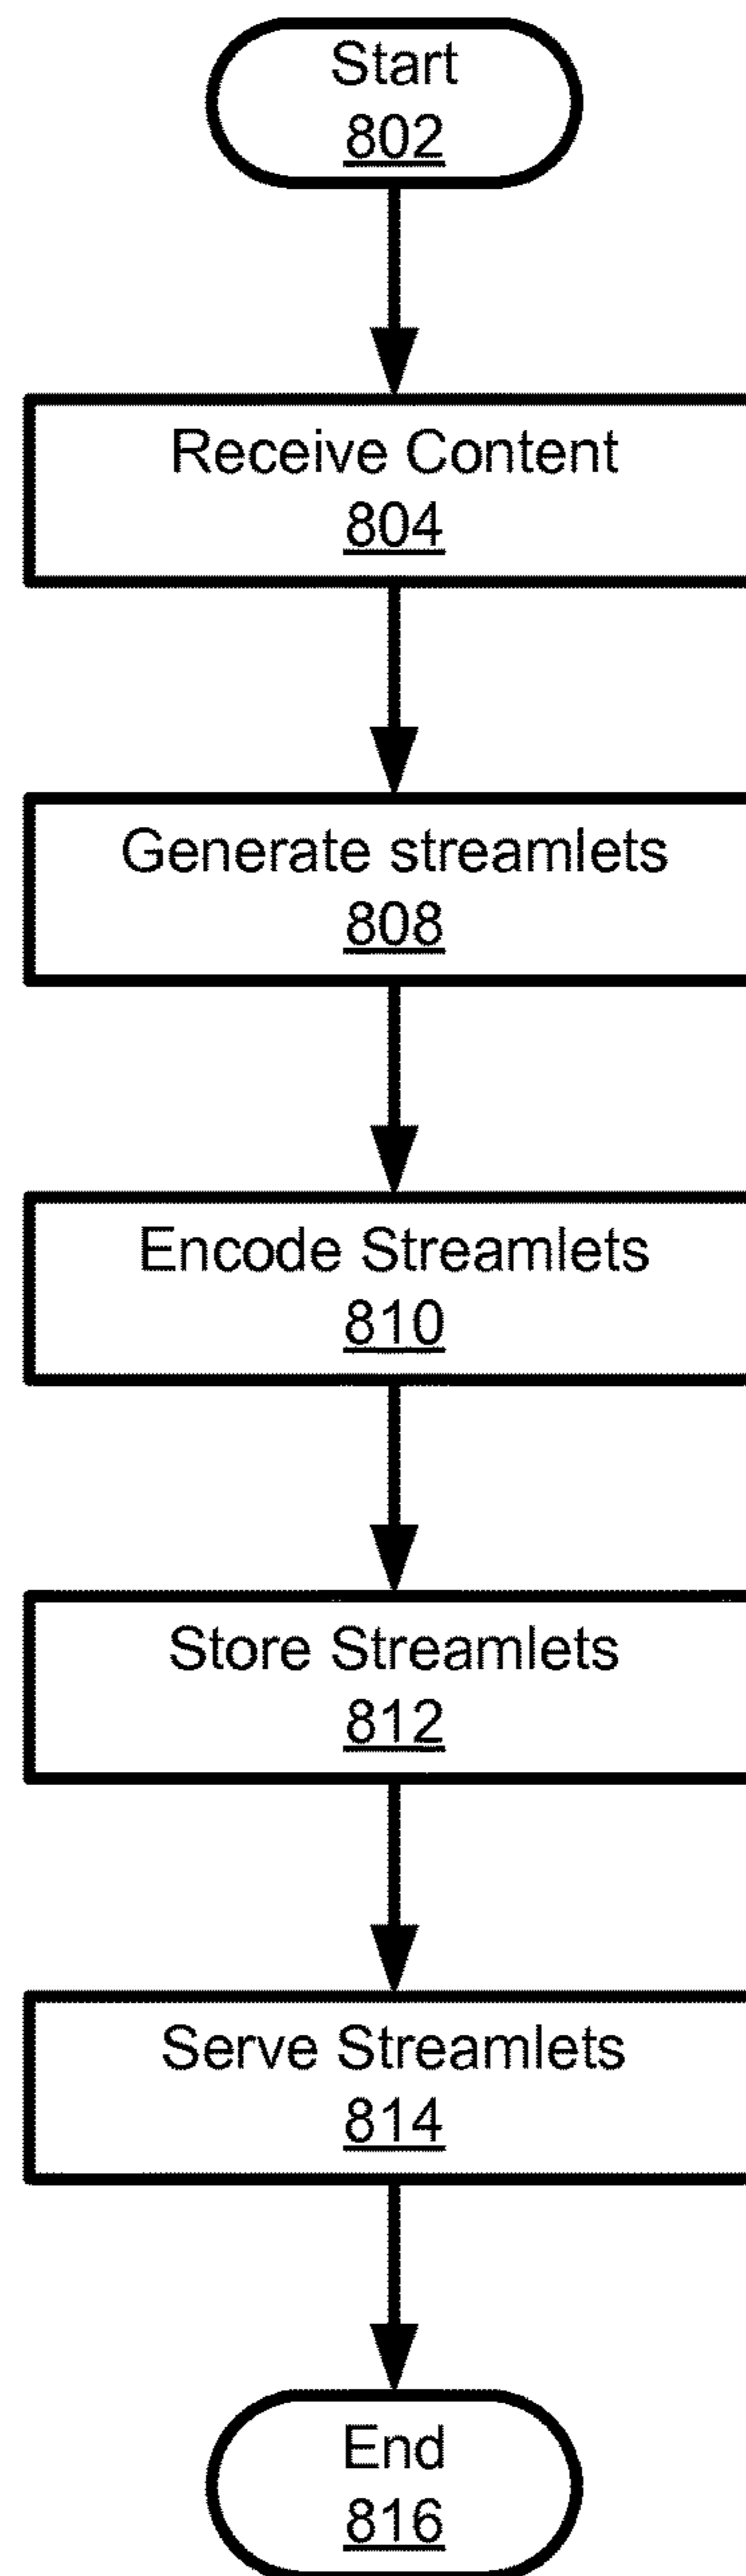 Start
802
Receive Content
804
Generate streamlets
808
Encode Streamlets
810
Store Streamlets
812
Serve Streamlets
814
End
816